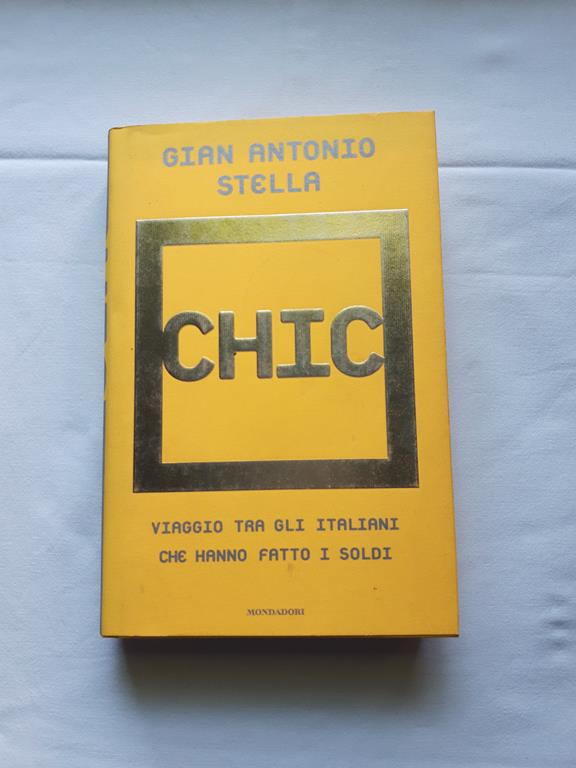 GIAN ANTONIO
STELLA
CHIC
VIAGGIO TRA GLI ITALIANI
CHE HANNO FATTO I SOLDI
MONDADORI